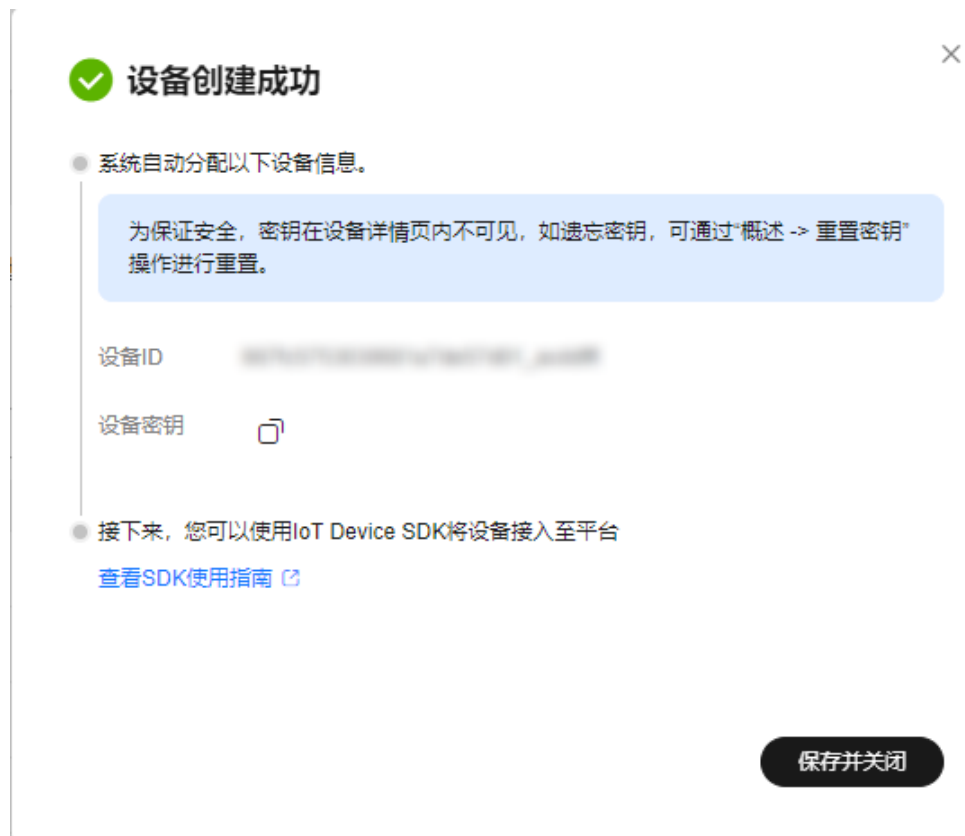 设备创建成功
系统自动分配以下设备信息。
为保证安全，密钥在设备详情页内不可见，如遗忘密钥，可通过“概述 -> 重置密钥”
操作进行重置。
设备ID
设备密钥
接下来，您可以使用IoT Device SDK将设备接入至平台
查看SDK使用指南
保存并关闭